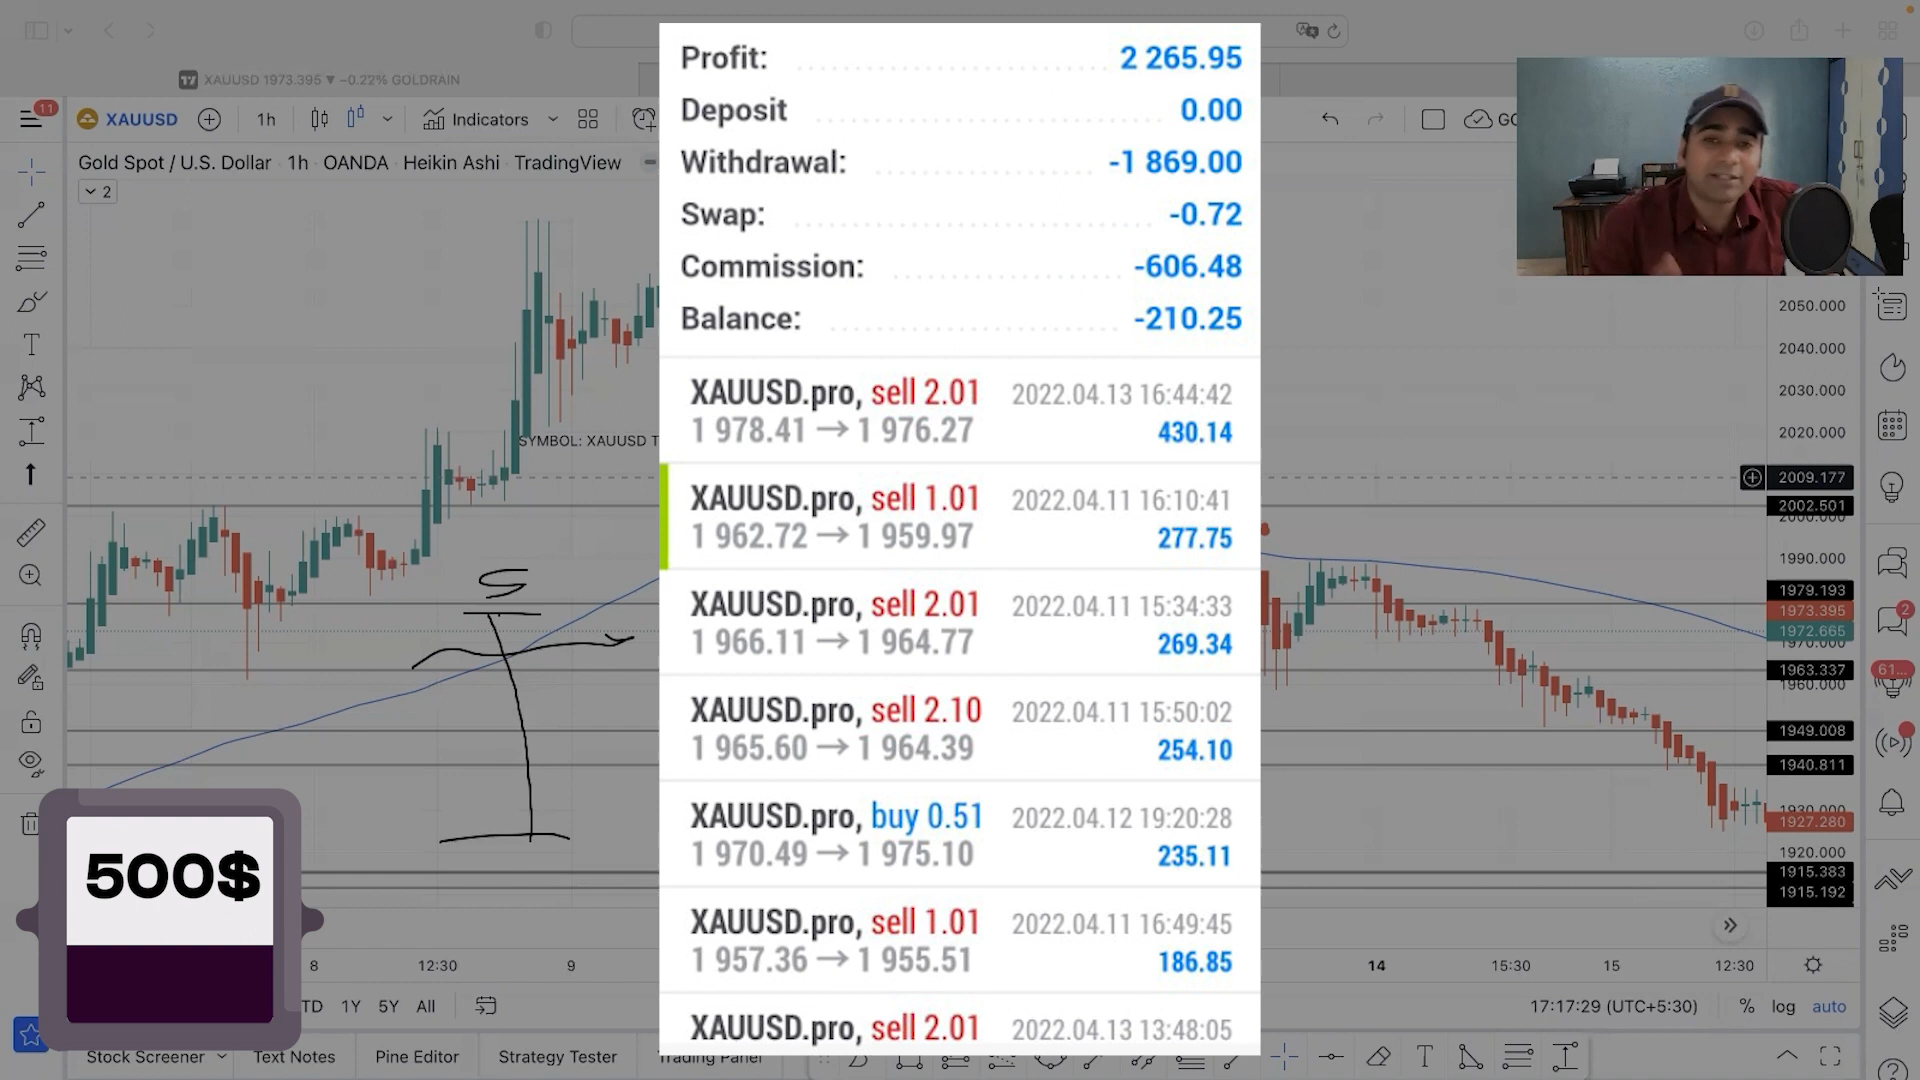 XAUUSD 1973.395 ▼ −0.22% GOLDRAIN
11
XAUUSD
1h
Indicators
Gold Spot / U.S. Dollar 1h OANDA Heikin Ashi TradingView
2
SYMBOL: XAUUSD T
S
500$
Profit: 2 265.95
Deposit 0.00
Withdrawal: -1 869.00
Swap: -0.72
Commission: -606.48
Balance: -210.25
XAUUSD.pro, sell 2.01 2022.04.13 16:44:42
1 978.41 → 1 976.27 430.14
XAUUSD.pro, sell 1.01 2022.04.11 16:10:41
1 962.72 → 1 959.97 277.75
XAUUSD.pro, sell 2.01 2022.04.11 15:34:33
1 966.11 → 1 964.77 269.34
XAUUSD.pro, sell 2.10 2022.04.11 15:50:02
1 965.60 → 1 964.39 254.10
XAUUSD.pro, buy 0.51 2022.04.12 19:20:28
1 970.49 → 1 975.10 235.11
XAUUSD.pro, sell 1.01 2022.04.11 16:49:45
1 957.36 → 1 955.51 186.85
XAUUSD.pro, sell 2.01 2022.04.13 13:48:05
GO
2050.000
2040.000
2030.000
2020.000
2009.177
2002.501
1990.000
1979.193
1973.395
1972.665
1970.000
1963.337
1960.000
1949.008
1940.811
1930.000
1927.280
1920.000
1915.383
1915.192
2
61...
8 12:30 9 14 15:30 15 12:30
TD 1Y 5Y All
17:17:29 (UTC+5:30) % log auto
Stock Screener Text Notes Pine Editor Strategy Tester Trading Panel